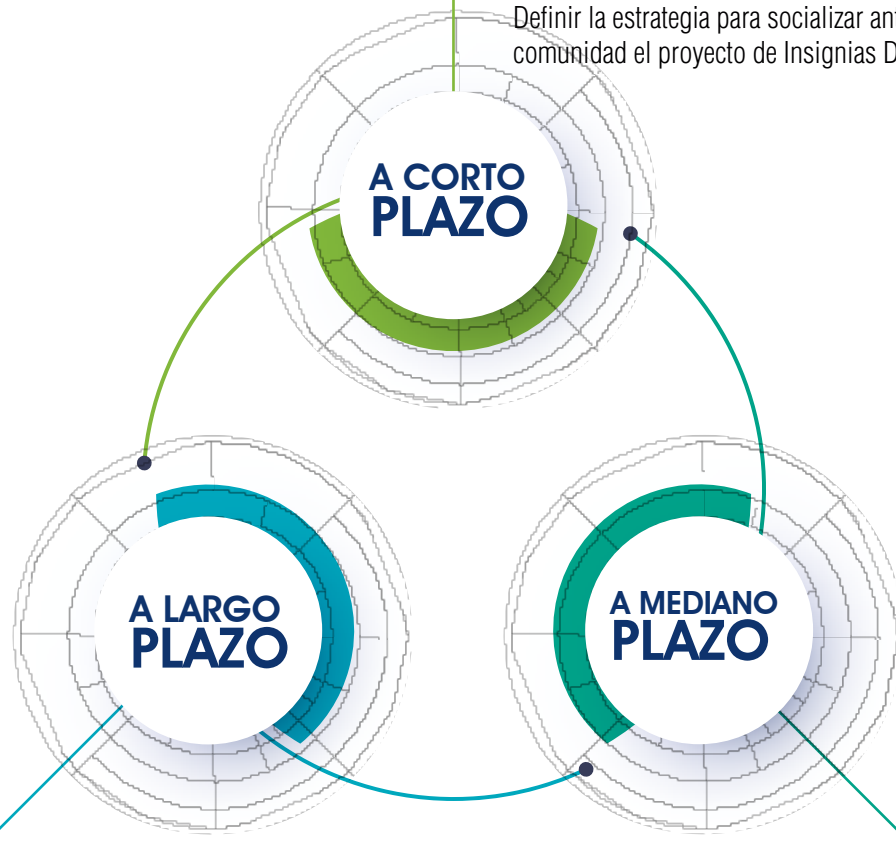 Definir la estrategia para socializar an
comunidad el proyecto de Insignias D
A CORTO
PLAZO
A LARGO
PLAZO
A MEDIANO
PLAZO